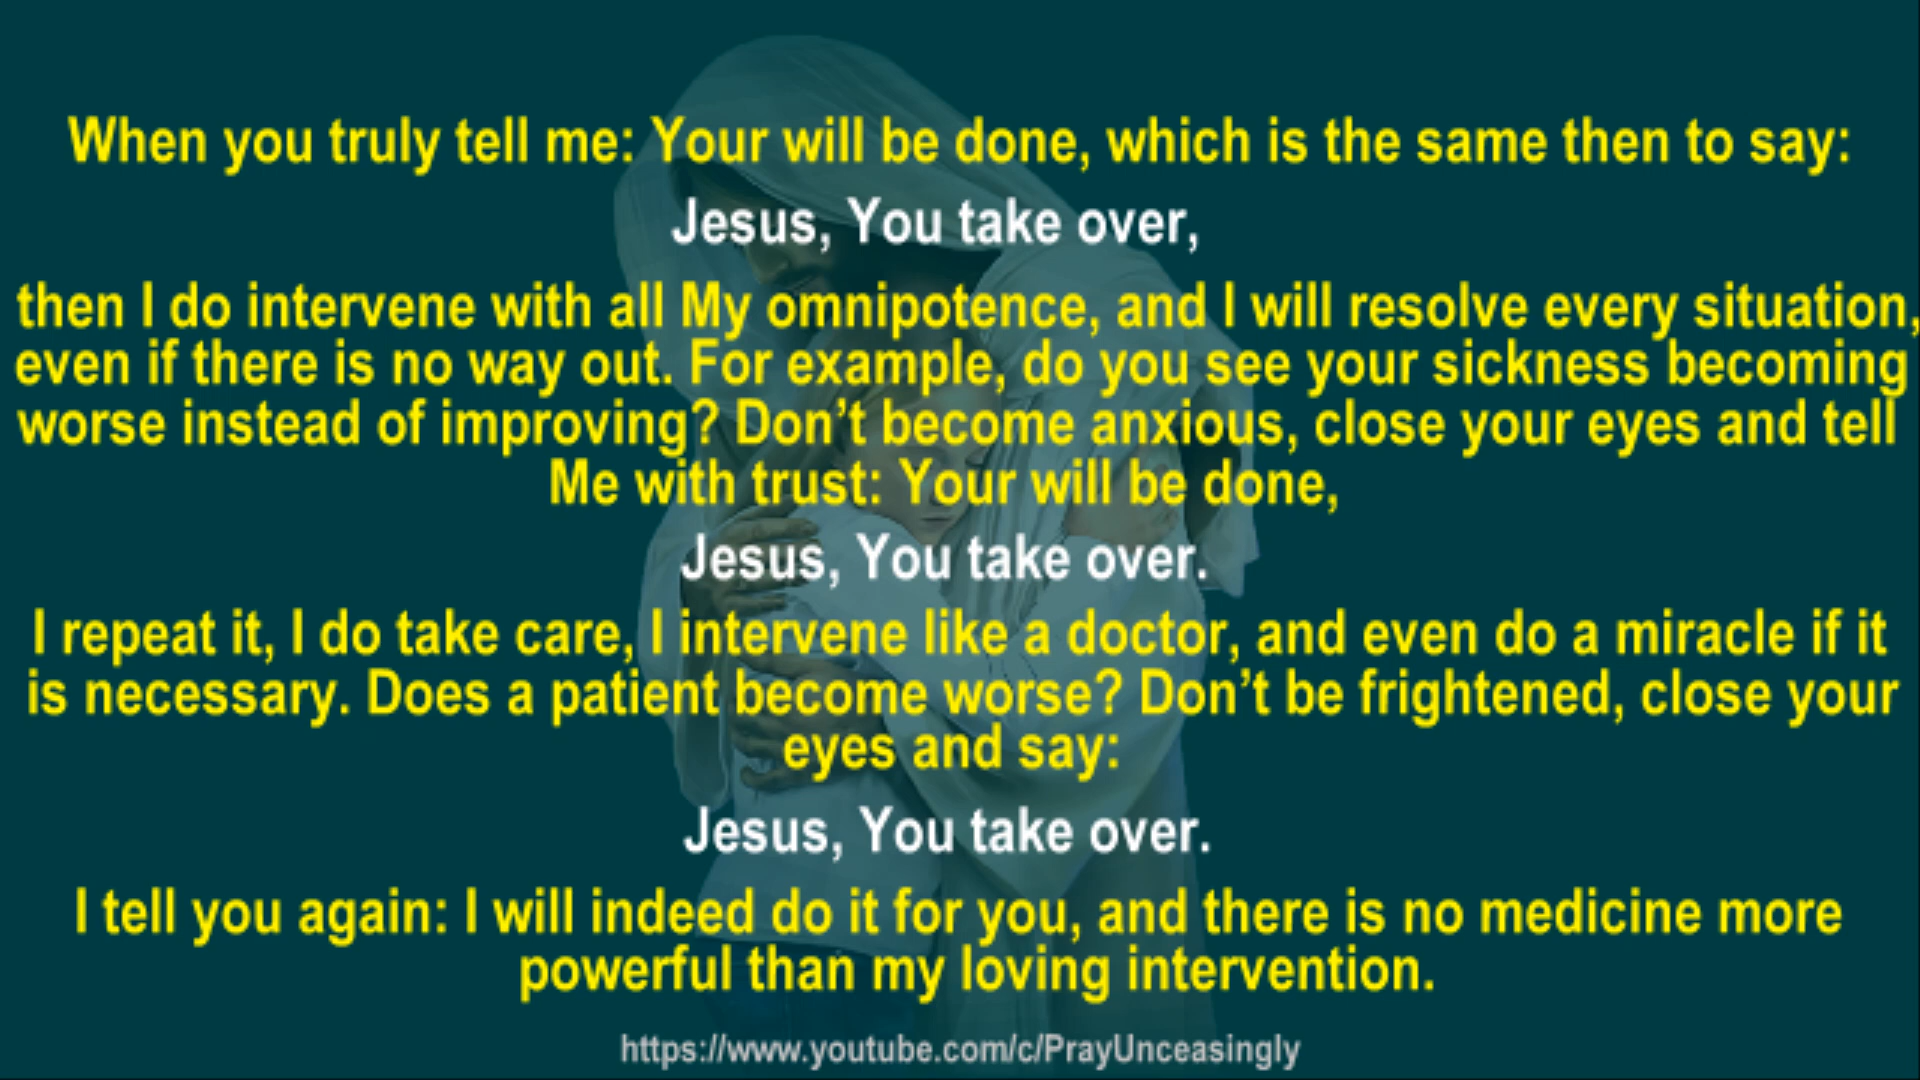 When you truly tell me: Your will be done, which is the same then to say:
Jesus, You take over,
then I do intervene with all My omnipotence, and I will resolve every situation,
even if there is no way out. For example, do you see your sickness becoming
worse instead of improving? Don’t become anxious, close your eyes and tell
Me with trust: Your will be done,
Jesus, You take over.
I repeat it, I do take care, I intervene like a doctor, and even do a miracle if it
is necessary. Does a patient become worse? Don’t be frightened, close your
eyes and say:
Jesus, You take over.
I tell you again: I will indeed do it for you, and there is no medicine more
powerful than my loving intervention.
https://www.youtube.com/c/PrayUnceasingly